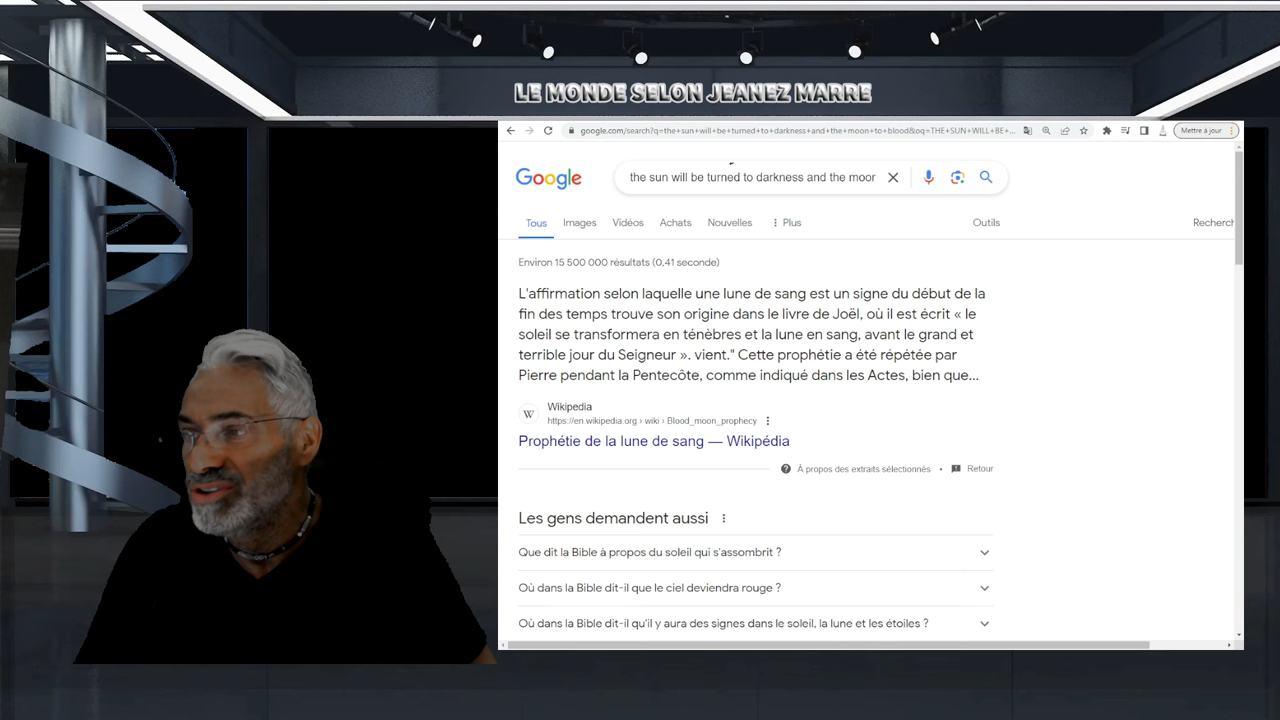 LE MONDE SELON JEANEZ MARRE
google.com/search?q=the+sun+will+be+turned+to+darkness+and+the+moon+to+blood&oq=THE+SUN+WILL+BE+...
Mettre à jour
Google
the sun will be turned to darkness and the moor
Tous Images Vidéos Achats Nouvelles Plus Outils Recherch
Environ 15 500 000 résultats (0,41 seconde)
L'affirmation selon laquelle une lune de sang est un signe du début de la
fin des temps trouve son origine dans le livre de Joël, où il est écrit « le
soleil se transformera en ténèbres et la lune en sang, avant le grand et
terrible jour du Seigneur ». vient." Cette prophétie a été répétée par
Pierre pendant la Pentecôte, comme indiqué dans les Actes, bien que...
W
Wikipedia
https://en.wikipedia.org › wiki › Blood_moon_prophecy
Prophétie de la lune de sang — Wikipédia
À propos des extraits sélectionnés • Retour
Les gens demandent aussi
Que dit la Bible à propos du soleil qui s'assombrit ?
Où dans la Bible dit-il que le ciel deviendra rouge ?
Où dans la Bible dit-il qu'il y aura des signes dans le soleil, la lune et les étoiles ?